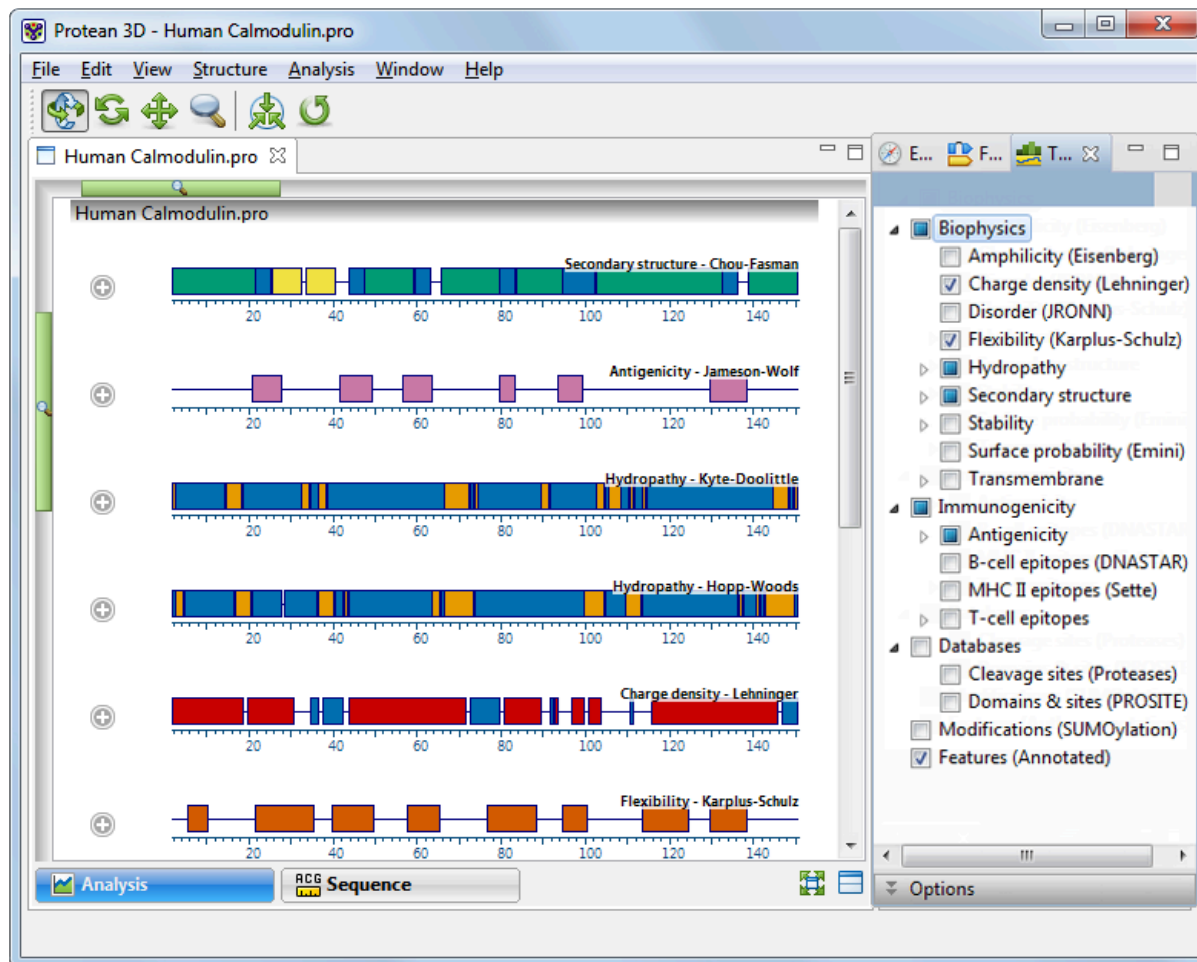 Protean 3D - Human Calmodulin.pro
File Edit View Structure Analysis Window Help
Human Calmodulin.pro
E... F... T...
Human Calmodulin.pro
Secondary structure - Chou-Fasman
20 40 60 80 100 120 140
Antigenicity - Jameson-Wolf
20 40 60 80 100 120 140
Hydropathy - Kyte-Doolittle
20 40 60 80 100 120 140
Hydropathy - Hopp-Woods
20 40 60 80 100 120 140
Charge density - Lehninger
20 40 60 80 100 120 140
Flexibility - Karplus-Schulz
20 40 60 80 100 120 140
Analysis
ACG Sequence
Biophysics
Amphilicity (Eisenberg)
Charge density (Lehninger)
Disorder (JRONN)
Flexibility (Karplus-Schulz)
Hydropathy
Secondary structure
Stability
Surface probability (Emini)
Transmembrane
Immunogenicity
Antigenicity
B-cell epitopes (DNASTAR)
MHC II epitopes (Sette)
T-cell epitopes
Databases
Cleavage sites (Proteases)
Domains & sites (PROSITE)
Modifications (SUMOylation)
Features (Annotated)
Options